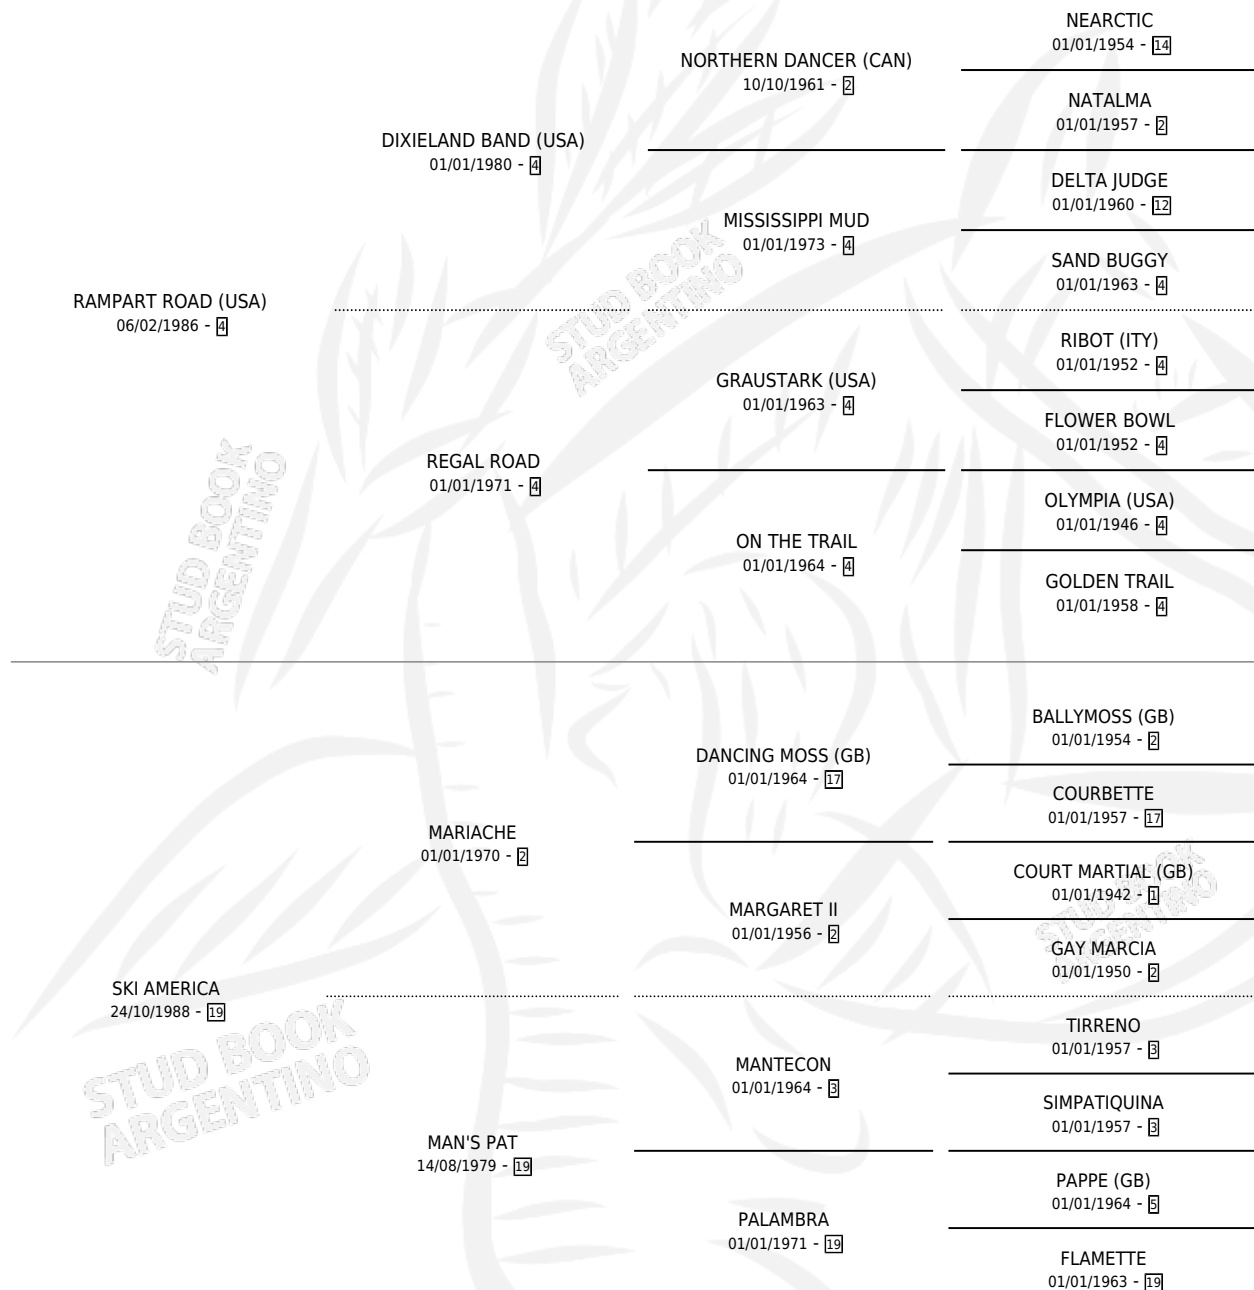 NEARCTIC
01/01/1954 - 14
NORTHERN DANCER (CAN)
10/10/1961 - 2
NATALMA
01/01/1957 - 2
DIXIELAND BAND (USA)
01/01/1980 - 4
DELTA JUDGE
01/01/1960 - 12
MISSISSIPPI MUD
01/01/1973 - 4
SAND BUGGY
01/01/1963 - 4
RAMPART ROAD (USA)
06/02/1986 - 4
STUD BOOK
ARGENTINO
RIBOT (ITY)
01/01/1952 - 4
GRAUSTARK (USA)
01/01/1963 - 4
FLOWER BOWL
01/01/1952 - 4
REGAL ROAD
01/01/1971 - 4
OLYMPIA (USA)
01/01/1946 - 4
ON THE TRAIL
01/01/1964 - 4
GOLDEN TRAIL
01/01/1958 - 4
STUD BOOK
ARGENTINO
BALLYMOSS (GB)
01/01/1954 - 2
DANCING MOSS (GB)
01/01/1964 - 17
COURBETTE
01/01/1957 - 17
MARIACHE
01/01/1970 - 2
COURT MARTIAL (GB)
01/01/1942 - 1
MARGARET II
01/01/1956 - 2
GAY MARCIA
01/01/1950 - 2
STUD BOOK
ARGENTINO
SKI AMERICA
24/10/1988 - 19
TIRRENO
01/01/1957 - 3
MANTECON
01/01/1964 - 3
SIMPATIQUINA
01/01/1957 - 3
STUD BOOK
ARGENTINO
MAN'S PAT
14/08/1979 - 19
PAPPE (GB)
01/01/1964 - 5
PALAMBRA
01/01/1971 - 19
FLAMETTE
01/01/1963 - 19